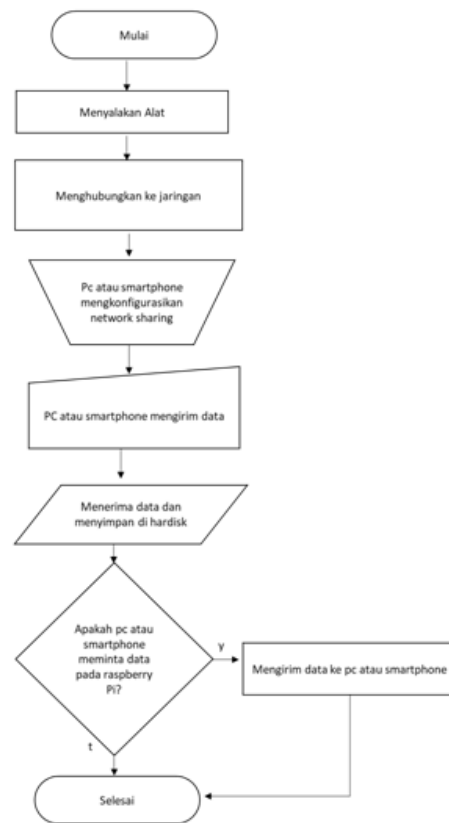 Mulai
Menyalakan Alat
Menghubungkan ke jaringan
Pc atau smartphone
mengkonfigurasikan
network sharing
PC atau smartphone mengirim data
Menerima data dan
menyimpan di hardisk
Apakah pc atau
smartphone
meminta data
pada raspberry
Pi?
y
Mengirim data ke pc atau smartphone
t
Selesai